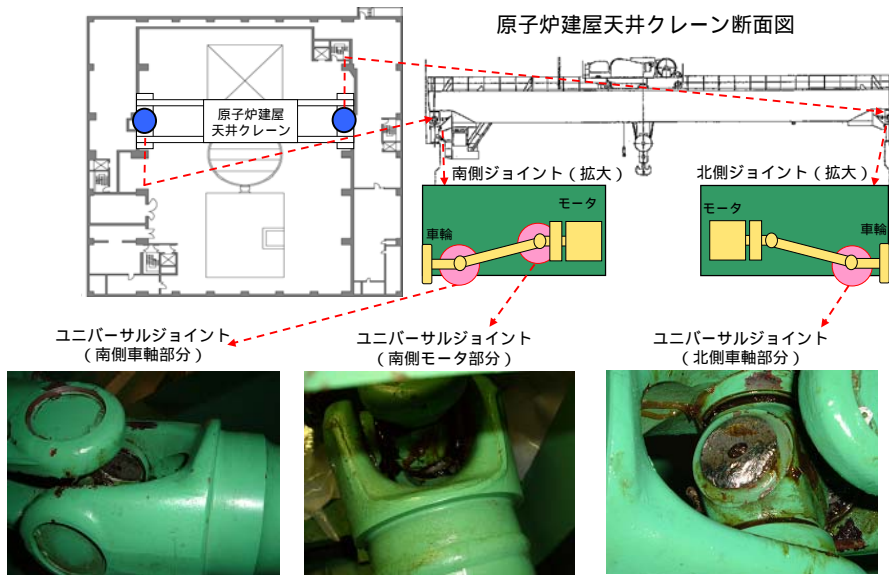 原子炉建屋天井クレーン断面図
原子炉建屋
天井クレーン
南側ジョイント（拡大）
北側ジョイント（拡大）
モータ
車輪
モータ
車輪
ユニバーサルジョイント
（南側車軸部分）
ユニバーサルジョイント
（南側モータ部分）
ユニバーサルジョイント
（北側車軸部分）